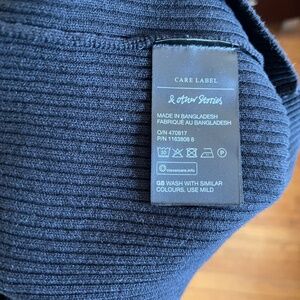 CARE LABEL
& other Stories
MADE IN BANGLADESH
FABRIQUÉ AU BANGLADESH
O/N 470817
P/N 1163808 8
GB WASH WITH SIMILAR
COLOURS. USE MILD